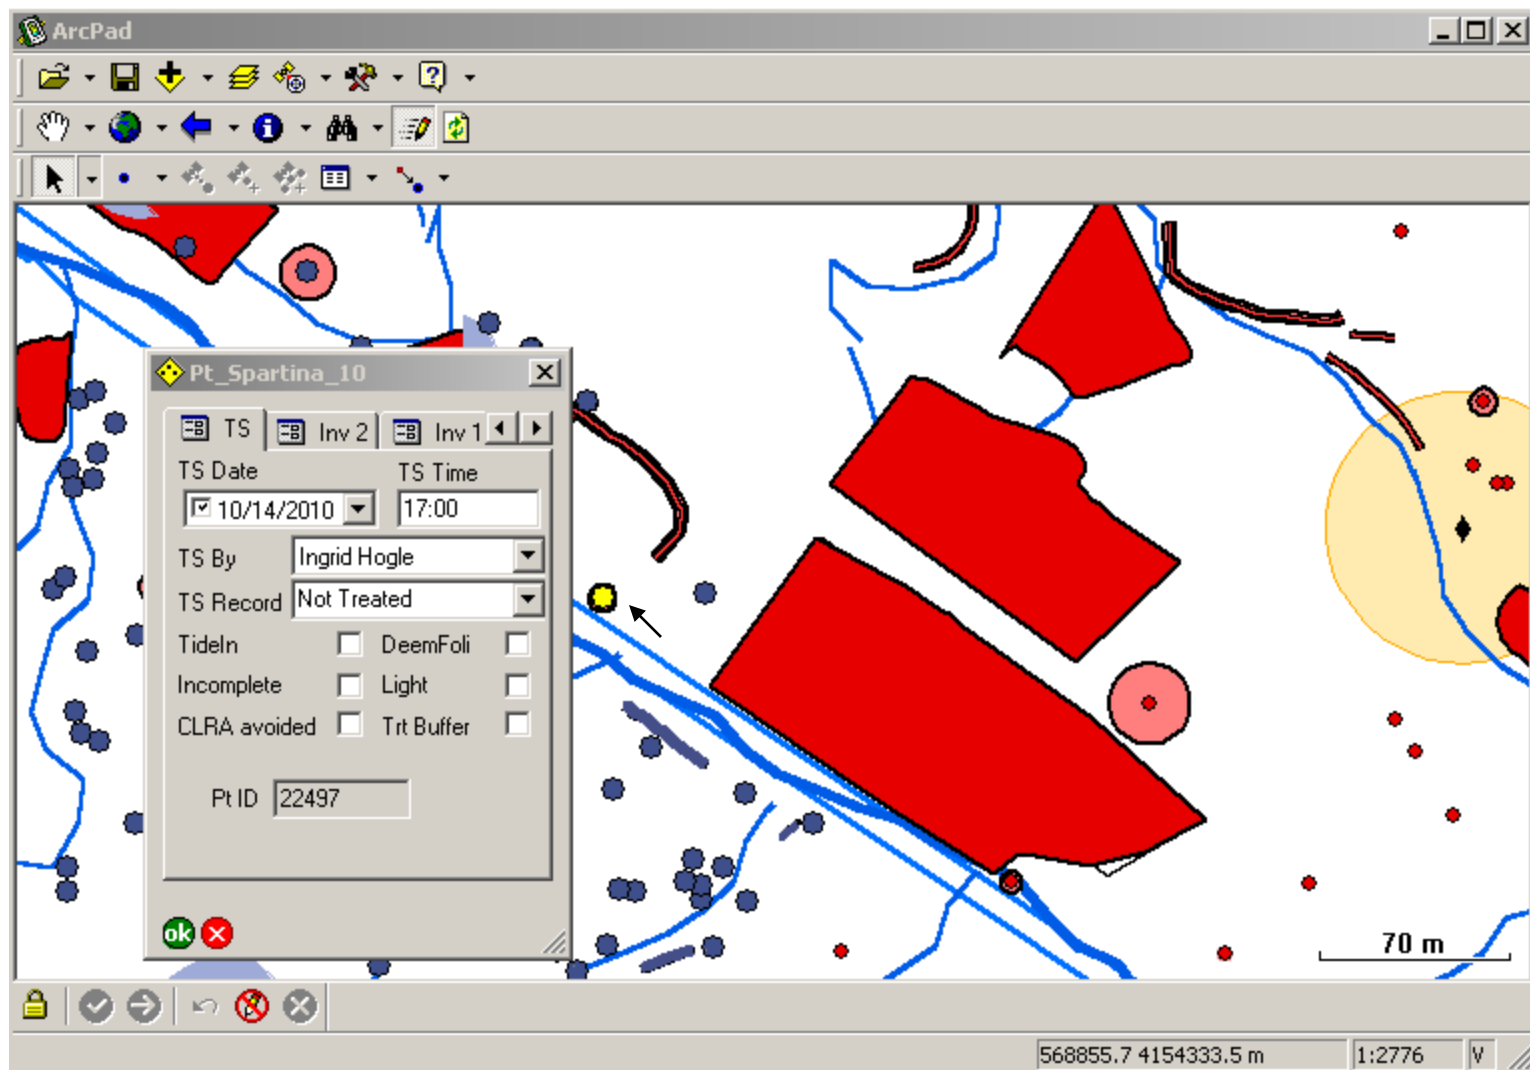 ArcPad
Pt_Spartina_10
TS Inv 2 Inv 1
TS Date TS Time
10/14/2010 17:00
TS By Ingrid Hogle
TS Record Not Treated
TideIn DeemFoli
Incomplete Light
CLRA avoided Trt Buffer
Pt ID 22497
ok
70 m
568855.7 4154333.5 m 1:2776 V